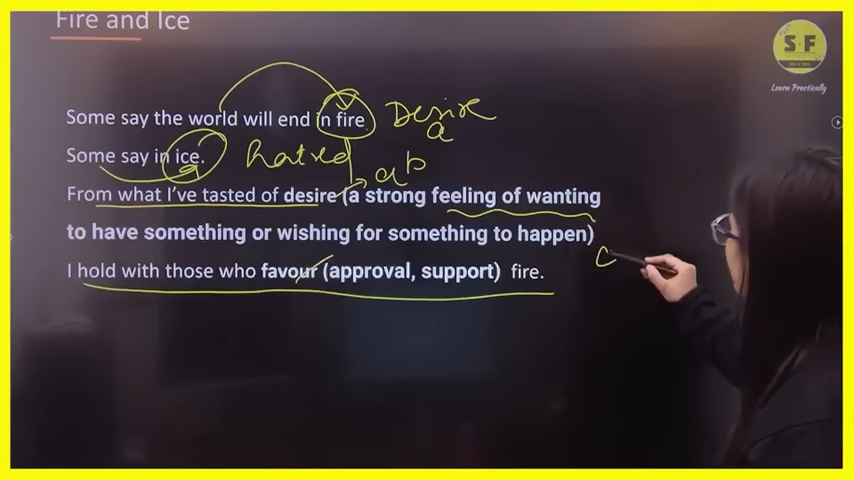 Fire and Ice
S F
Learn Practically
Some say the world will end in fire. Desire
a
Some say in ice. hatred
a ab
From what I've tasted of desire (a strong feeling of wanting
to have something or wishing for something to happen)
I hold with those who favour (approval, support) fire.